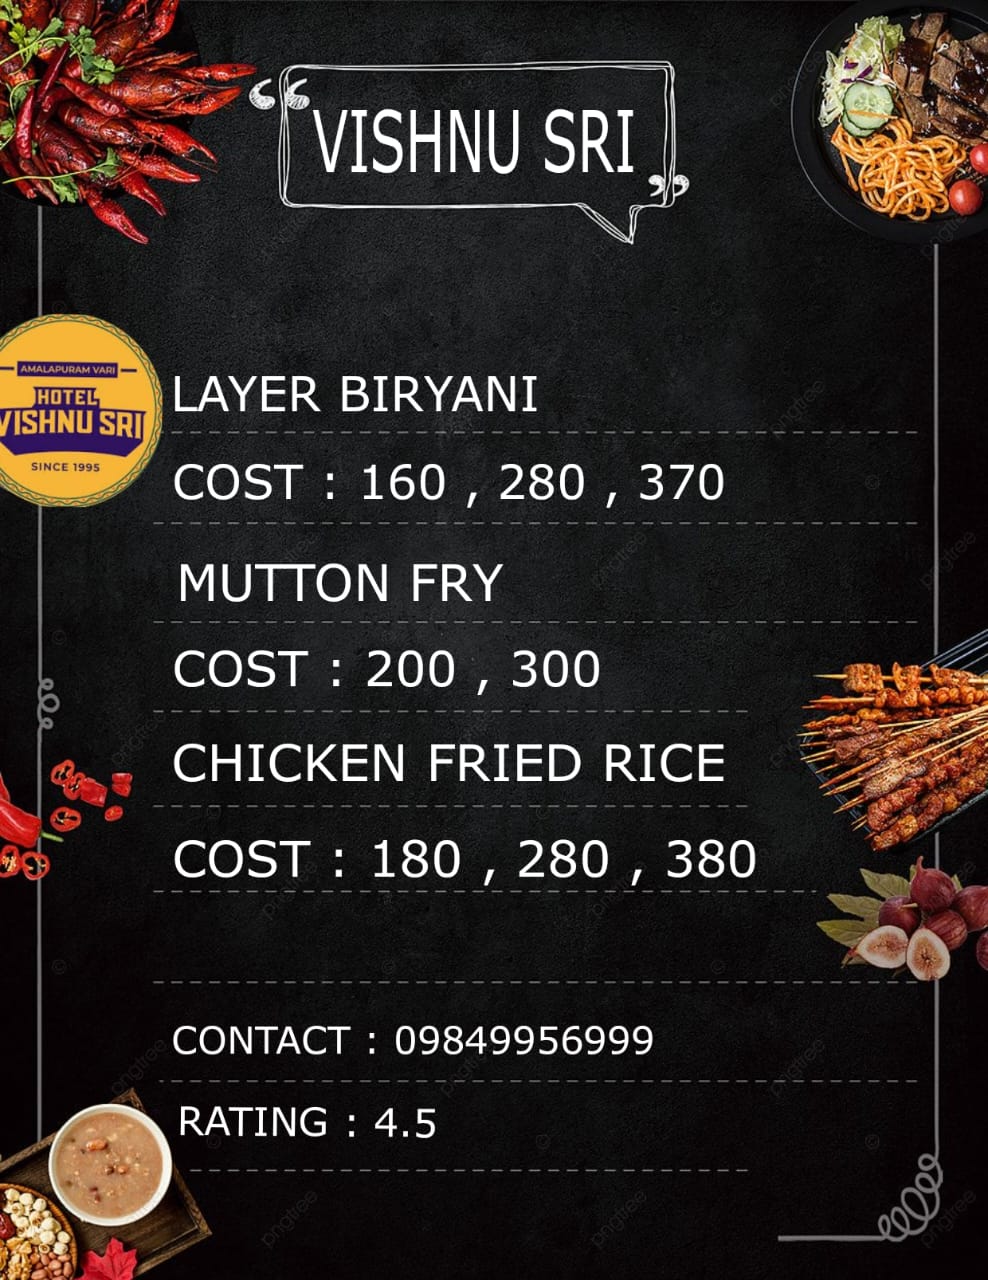 VISHNU SRI
AMALAPURAM VARI
HOTEL
VISHNU SRI
SINCE 1995
LAYER BIRYANI
COST : 160 , 280 , 370
MUTTON FRY
COST : 200 , 300
CHICKEN FRIED RICE
COST : 180 , 280 , 380
CONTACT : 09849956999
RATING : 4.5
pngtree